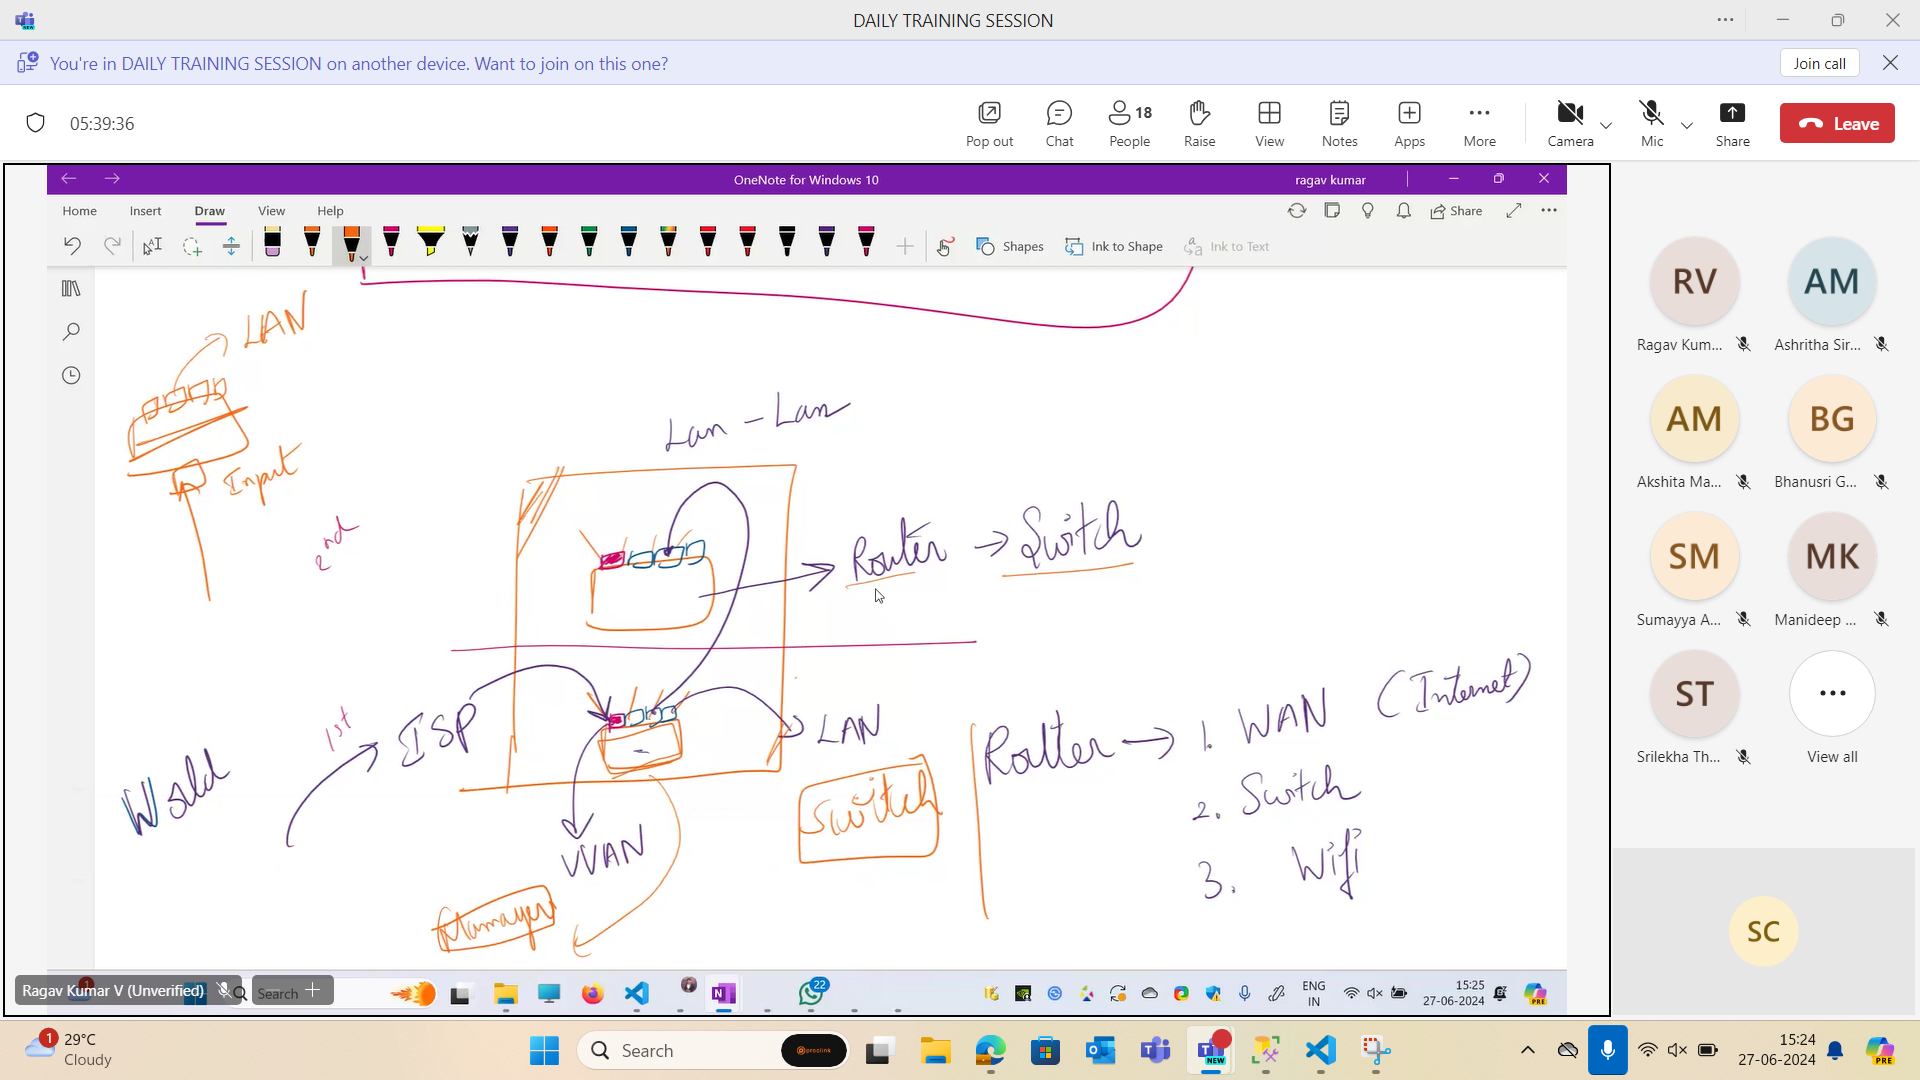 DAILY TRAINING SESSION
You're in DAILY TRAINING SESSION on another device. Want to join on this one?
Join call
05:39:36
Pop out
Chat
18
People
Raise
View
Notes
Apps
More
Camera
Mic
Share
Leave
OneNote for Windows 10
ragav kumar
Home
Insert
Draw
View
Help
Share
Shapes
Ink to Shape
Ink to Text
LAN
Input
2nd
Lan - Lan
Router → Switch
World
1st
ISP
LAN
WAN
Switch
Manager
Router → 1. WAN (Internet)
2. Switch
3. Wifi
RV
Ragav Kum...
AM
Ashritha Sir...
AM
Akshita Ma...
BG
Bhanusri G...
SM
Sumayya A...
MK
Manideep ...
ST
Srilekha Th...
View all
SC
Ragav Kumar V (Unverified)
Search
22
ENG
IN
15:25
27-06-2024
PRE
1
29°C
Cloudy
Search
NEW
15:24
27-06-2024
PRE